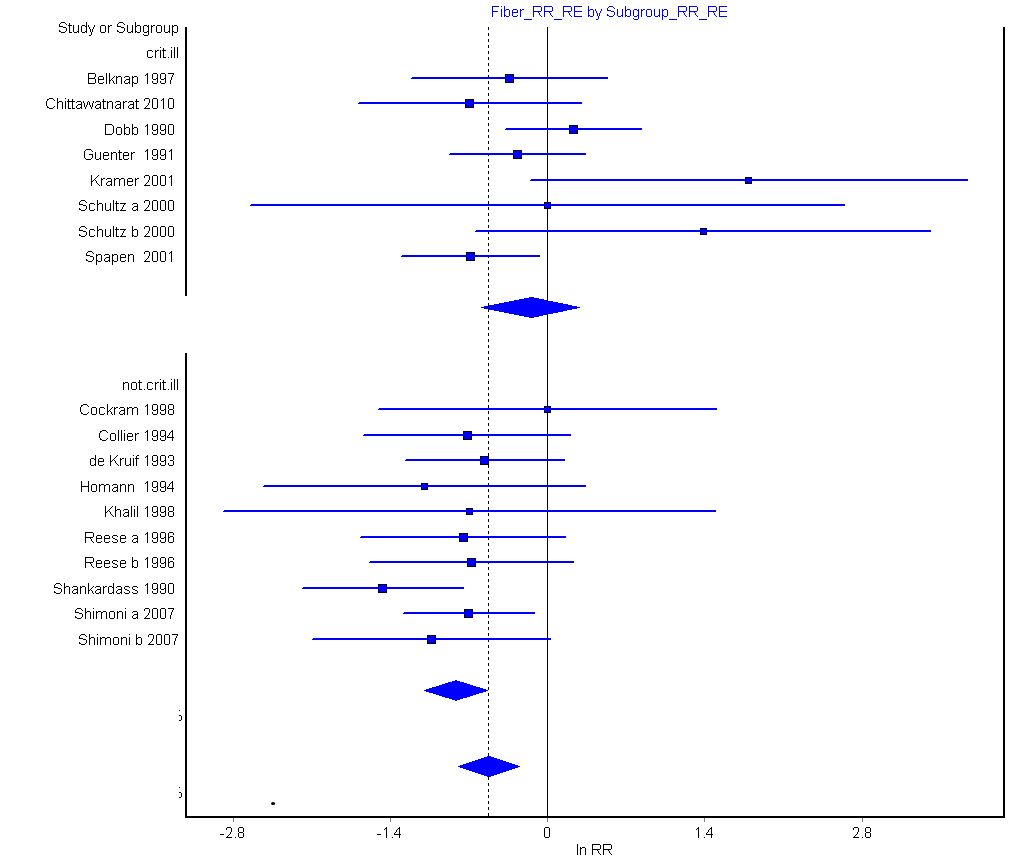 Fiber_RR_RE by Subgroup_RR_RE
Study or Subgroup
crit.ill
Belknap 1997
Chittawatnarat 2010
Dobb 1990
Guenter 1991
Kramer 2001
Schultz a 2000
Schultz b 2000
Spapen 2001
not.crit.ill
Cockram 1998
Collier 1994
de Kruif 1993
Homann 1994
Khalil 1998
Reese a 1996
Reese b 1996
Shankardass 1990
Shimoni a 2007
Shimoni b 2007
-2.8 -1.4 0 1.4 2.8
ln RR